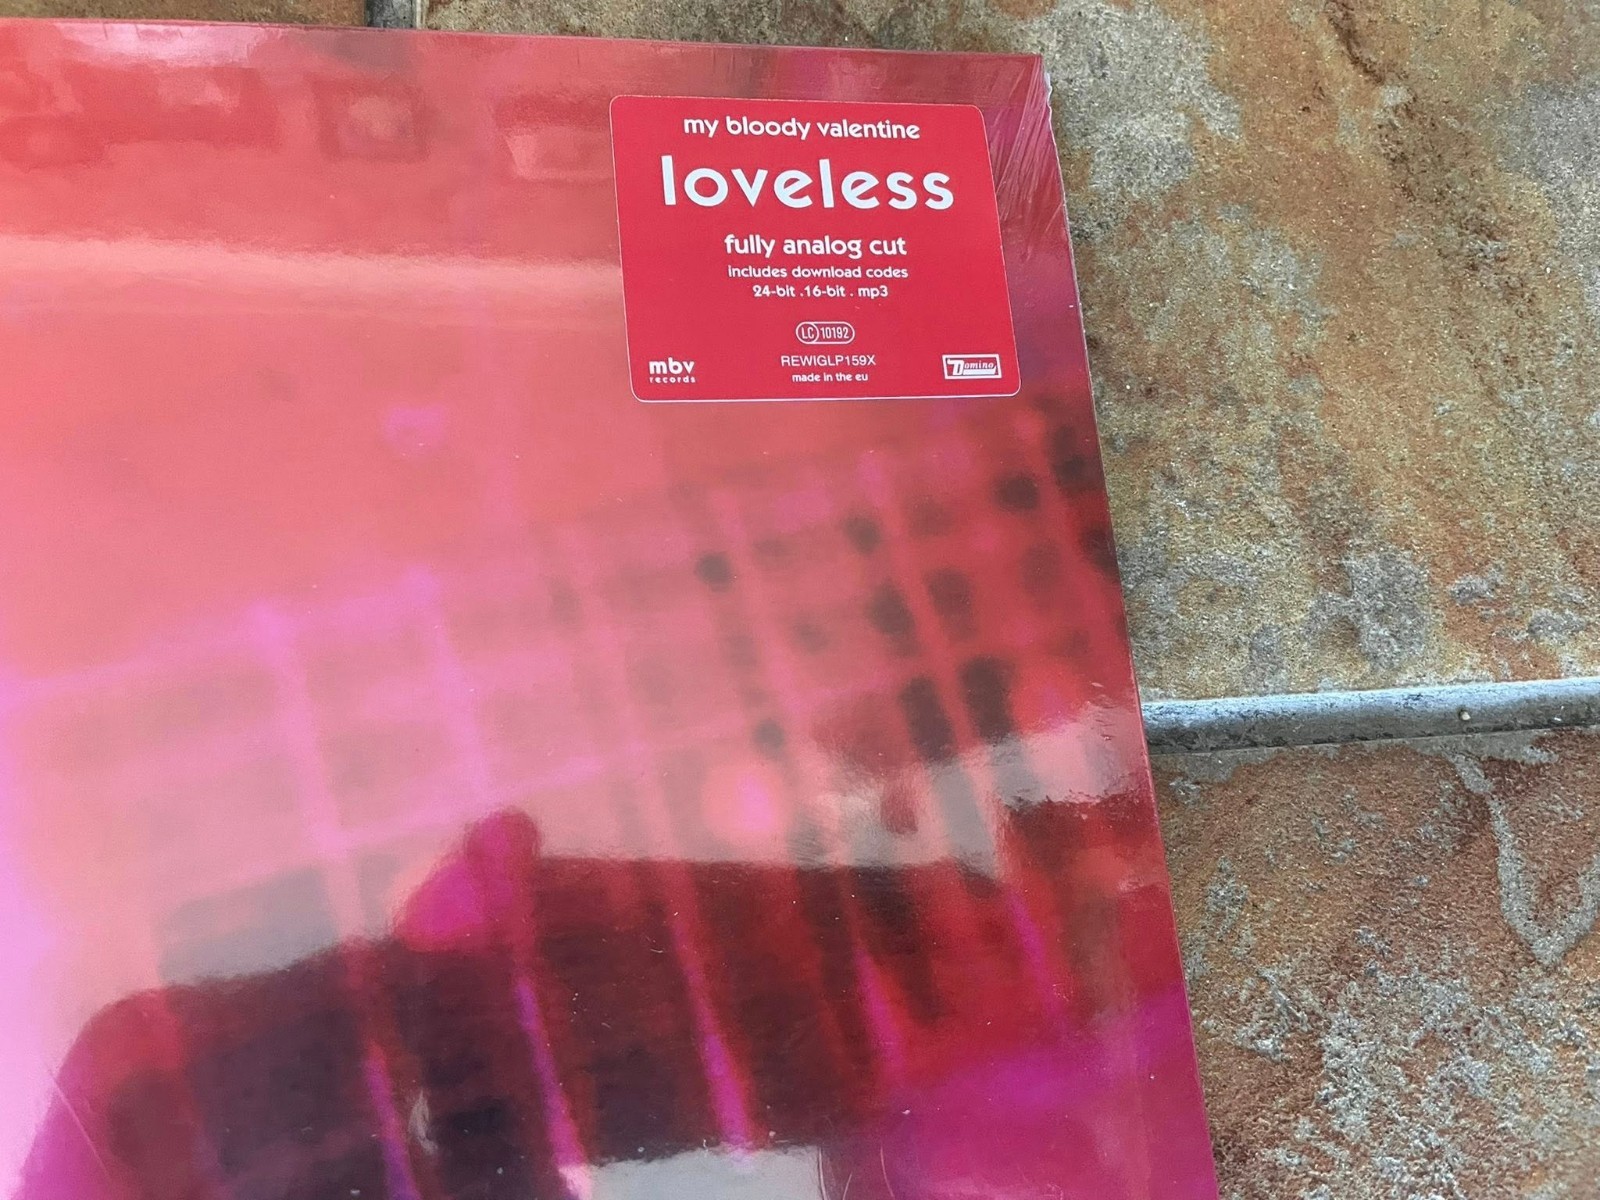 my bloody valentine
loveless
fully analog cut
includes download codes
24-bit .16-bit . mp3
LC 10192
mbv
records
REWIGLP159X
made in the eu
Domino